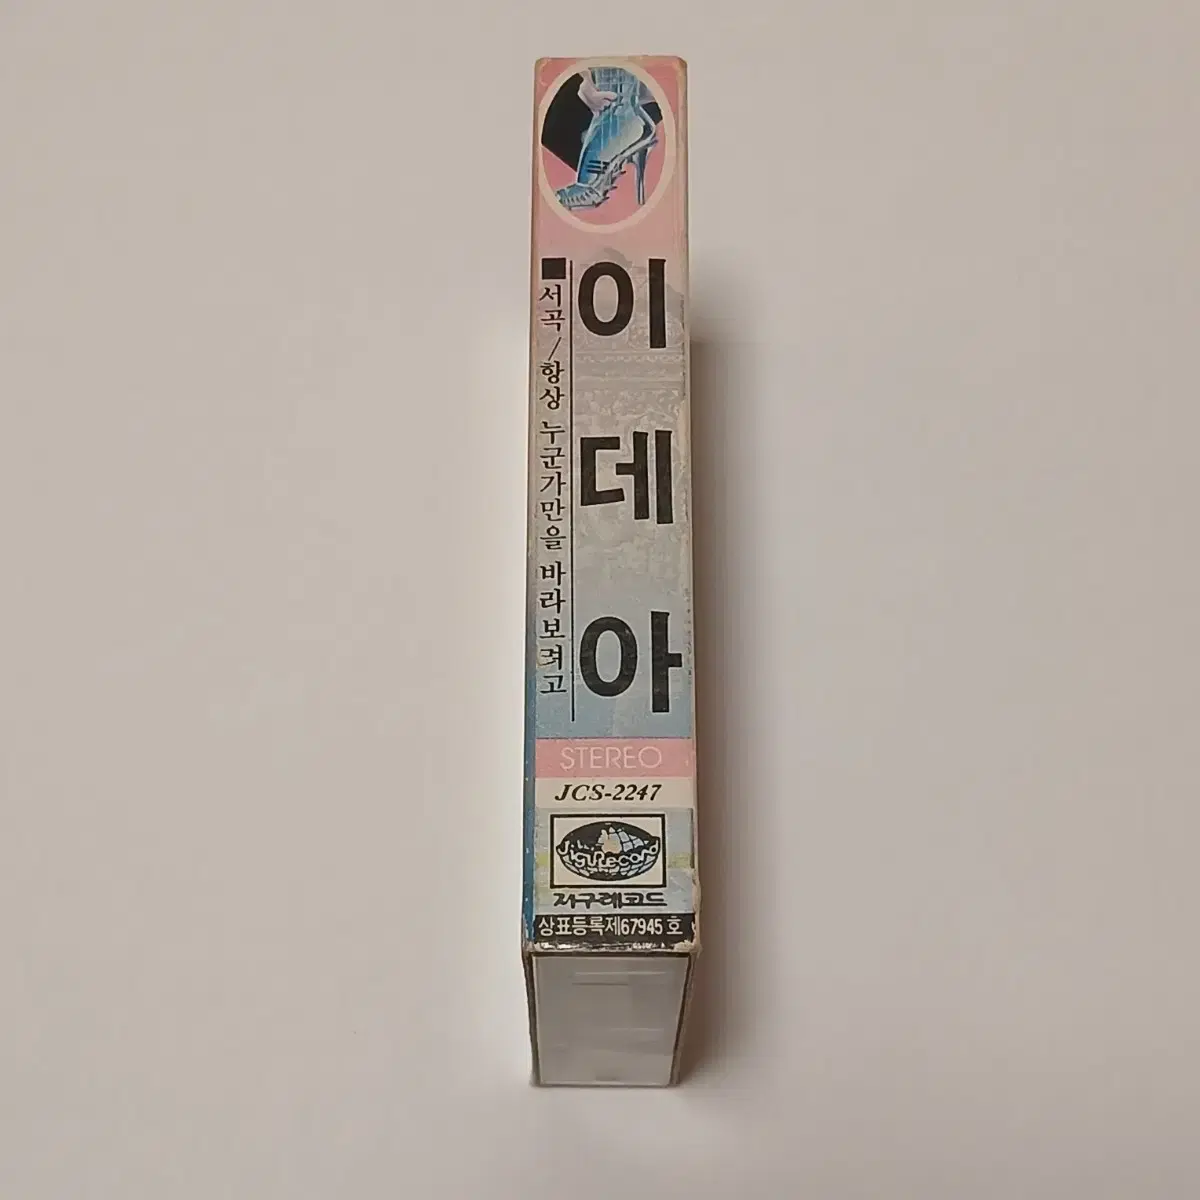 이데아
■서곡/항상 누군가만을 바라보려고
STEREO
JCS-2247
JiguRecord
지구레코드
상표등록제67945호